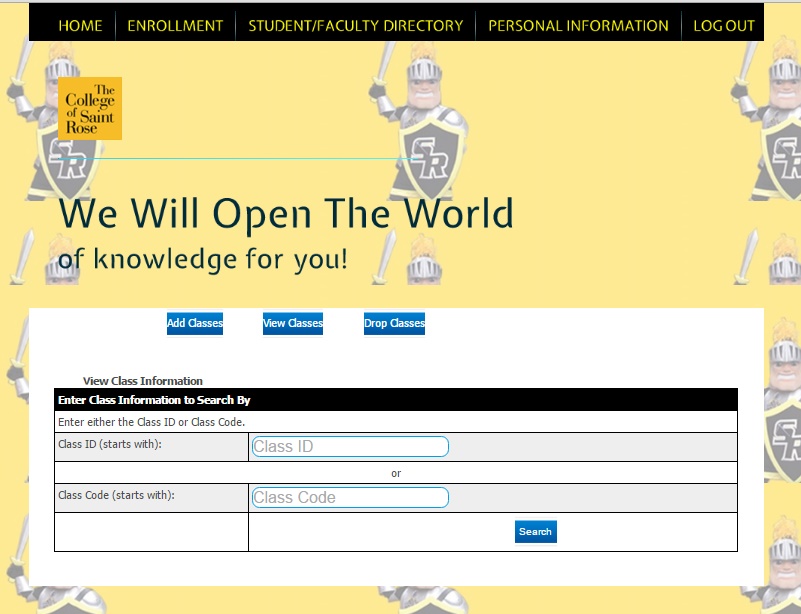 HOME ENROLLMENT STUDENT/FACULTY DIRECTORY PERSONAL INFORMATION LOG OUT
The
College
of Saint
Rose
SR SR SR
We Will Open The World
of knowledge for you!
Add Classes View Classes Drop Classes
View Class Information
Enter Class Information to Search By
Enter either the Class ID or Class Code.
Class ID (starts with): Class ID
or
Class Code (starts with): Class Code
SR
Search